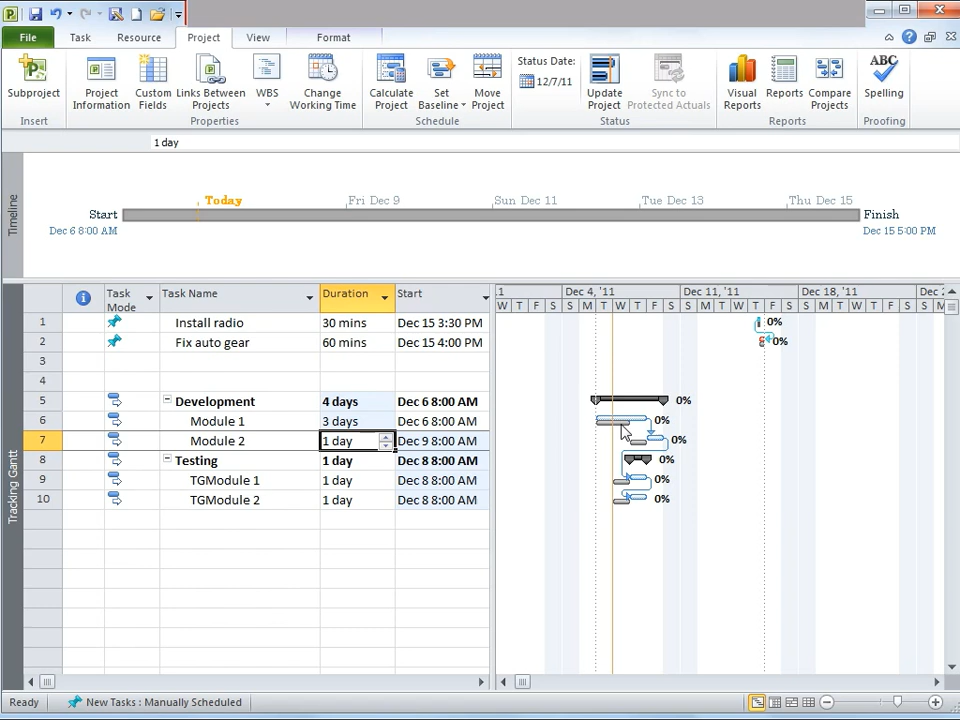 P
File
Task
Resource
Project
View
Format
Subproject
Insert
Project Information
Custom Fields
Links Between Projects
WBS
Change Working Time
Properties
Calculate Project
Set Baseline
Move Project
Schedule
Status Date:
12/7/11
Update Project
Sync to Protected Actuals
Status
Visual Reports
Reports
Compare Projects
Reports
ABC
Spelling
Proofing
1 day
Timeline
Today
Fri Dec 9
Sun Dec 11
Tue Dec 13
Thu Dec 15
Start
Dec 6 8:00 AM
Finish
Dec 15 5:00 PM
Tracking Gantt
Task Mode
Task Name
Duration
Start
.1
Dec 4, '11
Dec 11, '11
Dec 18, '11
W T F S S M T W T F S S M T W T F S S M T W T F S S M
1 Install radio 30 mins Dec 15 3:30 PM 0%
2 Fix auto gear 60 mins Dec 15 4:00 PM 0%
3
4
5 Development 4 days Dec 6 8:00 AM 0%
6 Module 1 3 days Dec 6 8:00 AM 0%
7 Module 2 1 day Dec 9 8:00 AM 0%
8 Testing 1 day Dec 8 8:00 AM 0%
9 TGModule 1 1 day Dec 8 8:00 AM 0%
10 TGModule 2 1 day Dec 8 8:00 AM 0%
Ready
New Tasks : Manually Scheduled